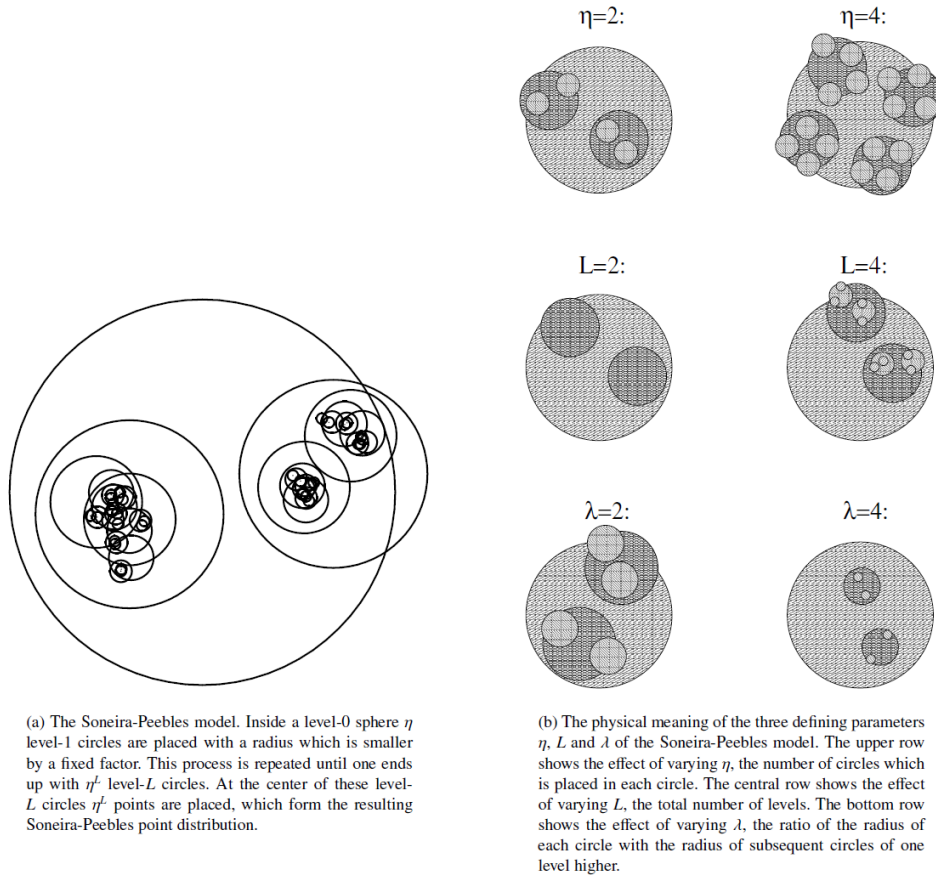 η=2:
η=4:
L=2:
L=4:
λ=2:
λ=4:
(a) The Soneira-Peebles model. Inside a level-0 sphere η
level-1 circles are placed with a radius which is smaller
by a fixed factor. This process is repeated until one ends
up with η^L level-L circles. At the center of these level-
L circles η^L points are placed, which form the resulting
Soneira-Peebles point distribution.
(b) The physical meaning of the three defining parameters
η, L and λ of the Soneira-Peebles model. The upper row
shows the effect of varying η, the number of circles which
is placed in each circle. The central row shows the effect
of varying L, the total number of levels. The bottom row
shows the effect of varying λ, the ratio of the radius of
each circle with the radius of subsequent circles of one
level higher.